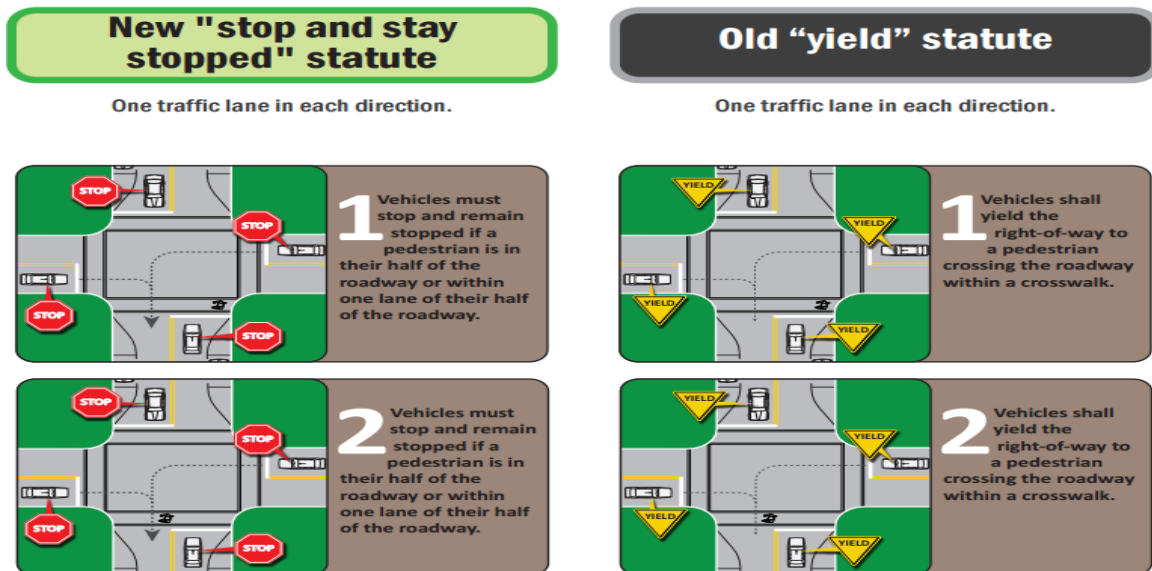 New "stop and stay
stopped" statute
One traffic lane in each direction.
STOP
STOP
STOP
STOP
1 Vehicles must
stop and remain
stopped if a
pedestrian is in
their half of the
roadway or within
one lane of their half
of the roadway.
STOP
STOP
STOP
STOP
2 Vehicles must
stop and remain
stopped if a
pedestrian is in
their half of the
roadway or within
one lane of their half
of the roadway.
Old “yield” statute
One traffic lane in each direction.
YIELD
YIELD
YIELD
YIELD
1 Vehicles shall
yield the
right-of-way to
a pedestrian
crossing the roadway
within a crosswalk.
YIELD
YIELD
YIELD
YIELD
2 Vehicles shall
yield the
right-of-way to
a pedestrian
crossing the roadway
within a crosswalk.